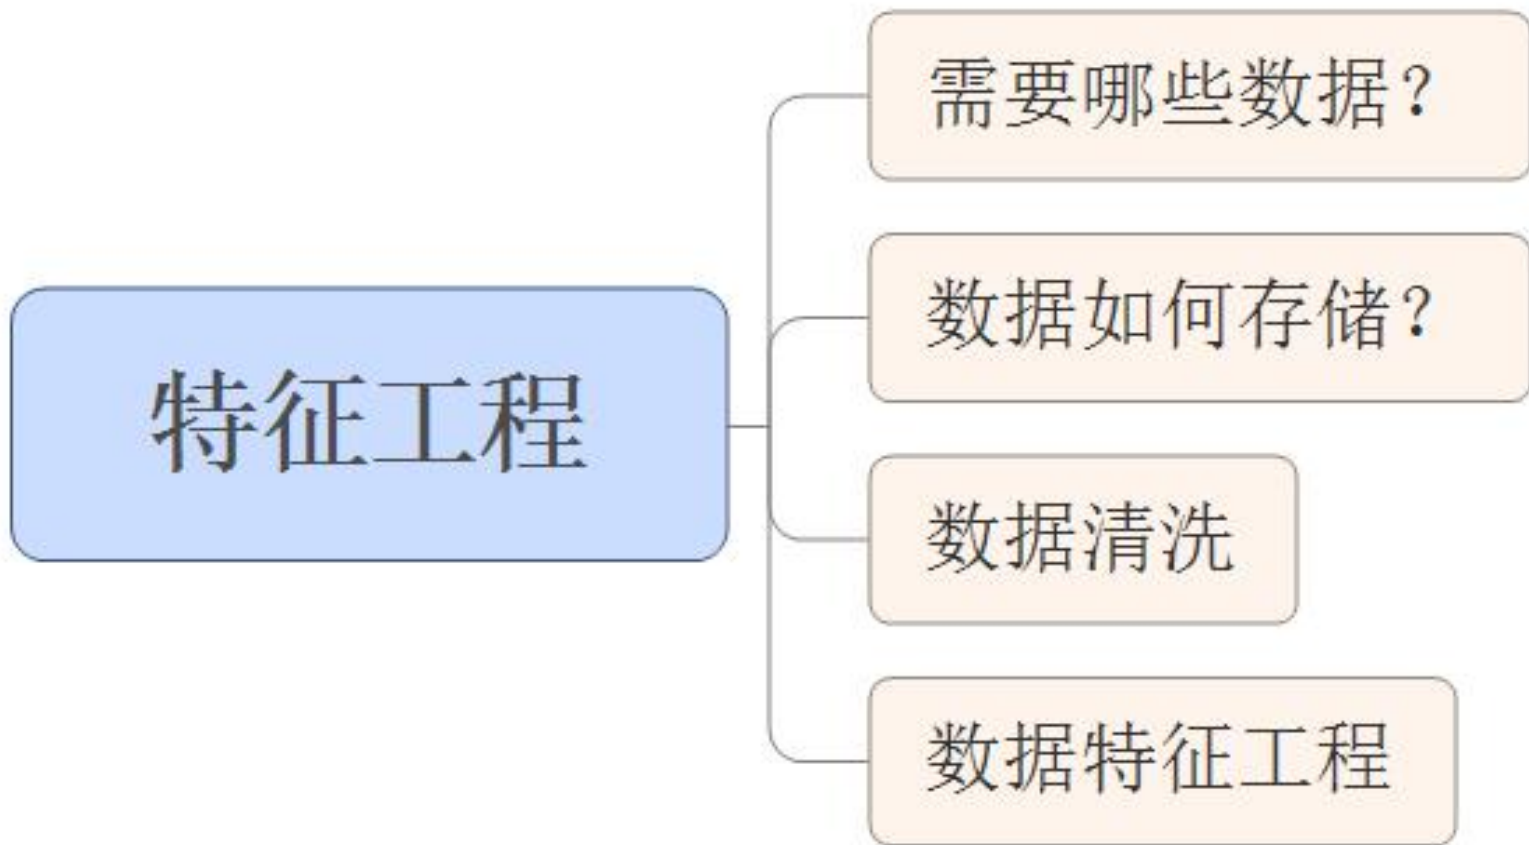 特征工程
需要哪些数据？
数据如何存储？
数据清洗
数据特征工程